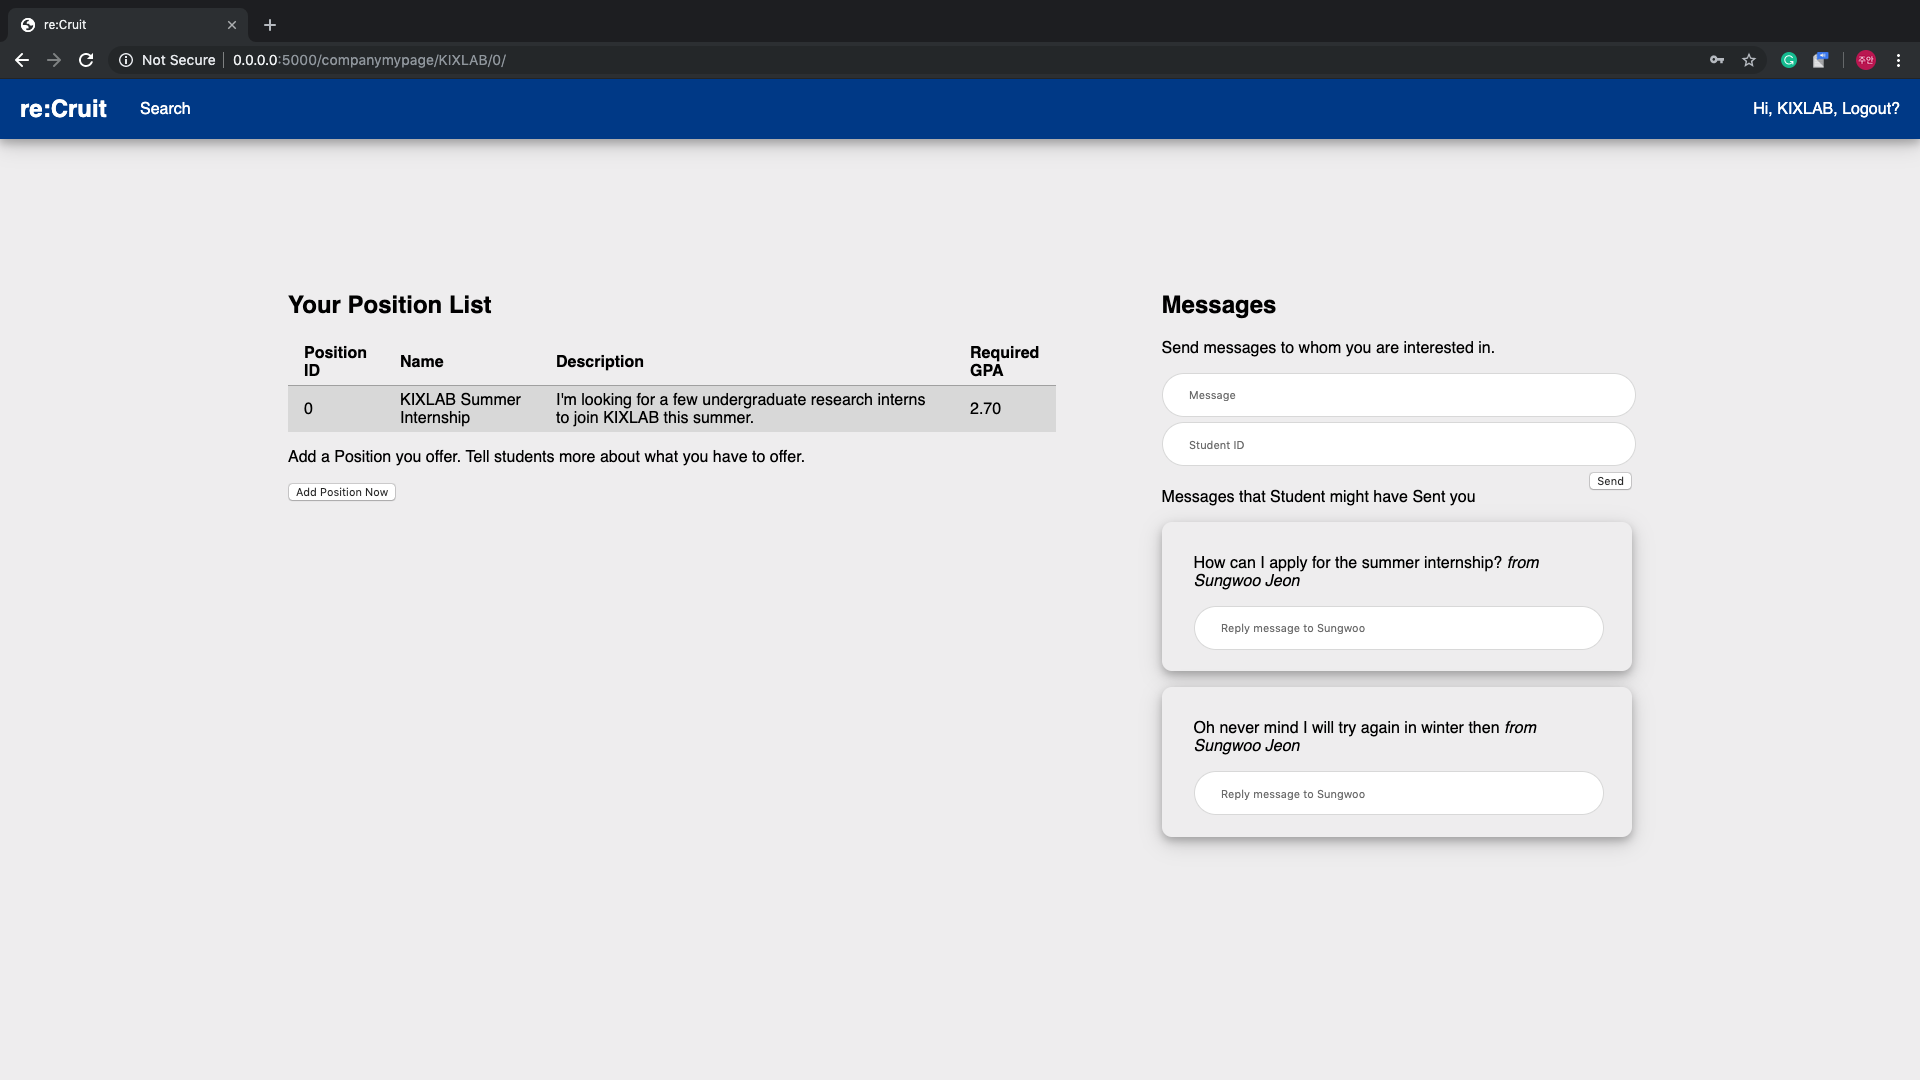 re:Cruit
Not Secure
0.0.0.0:5000/companymypage/KIXLAB/0/
주안
re:Cruit
Search
Hi, KIXLAB, Logout?
Your Position List
Position ID
Name
Description
Required GPA
0
KIXLAB Summer Internship
I'm looking for a few undergraduate research interns
to join KIXLAB this summer.
2.70
Add a Position you offer. Tell students more about what you have to offer.
Add Position Now
Messages
Send messages to whom you are interested in.
Message
Student ID
Send
Messages that Student might have Sent you
How can I apply for the summer internship? from
Sungwoo Jeon
Reply message to Sungwoo
Oh never mind I will try again in winter then from
Sungwoo Jeon
Reply message to Sungwoo